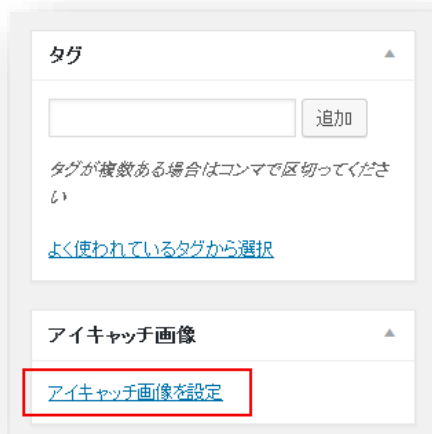 タグ
追加
タグが複数ある場合はコンマで区切ってくださ
い
よく使われているタグから選択
アイキャッチ画像
アイキャッチ画像を設定